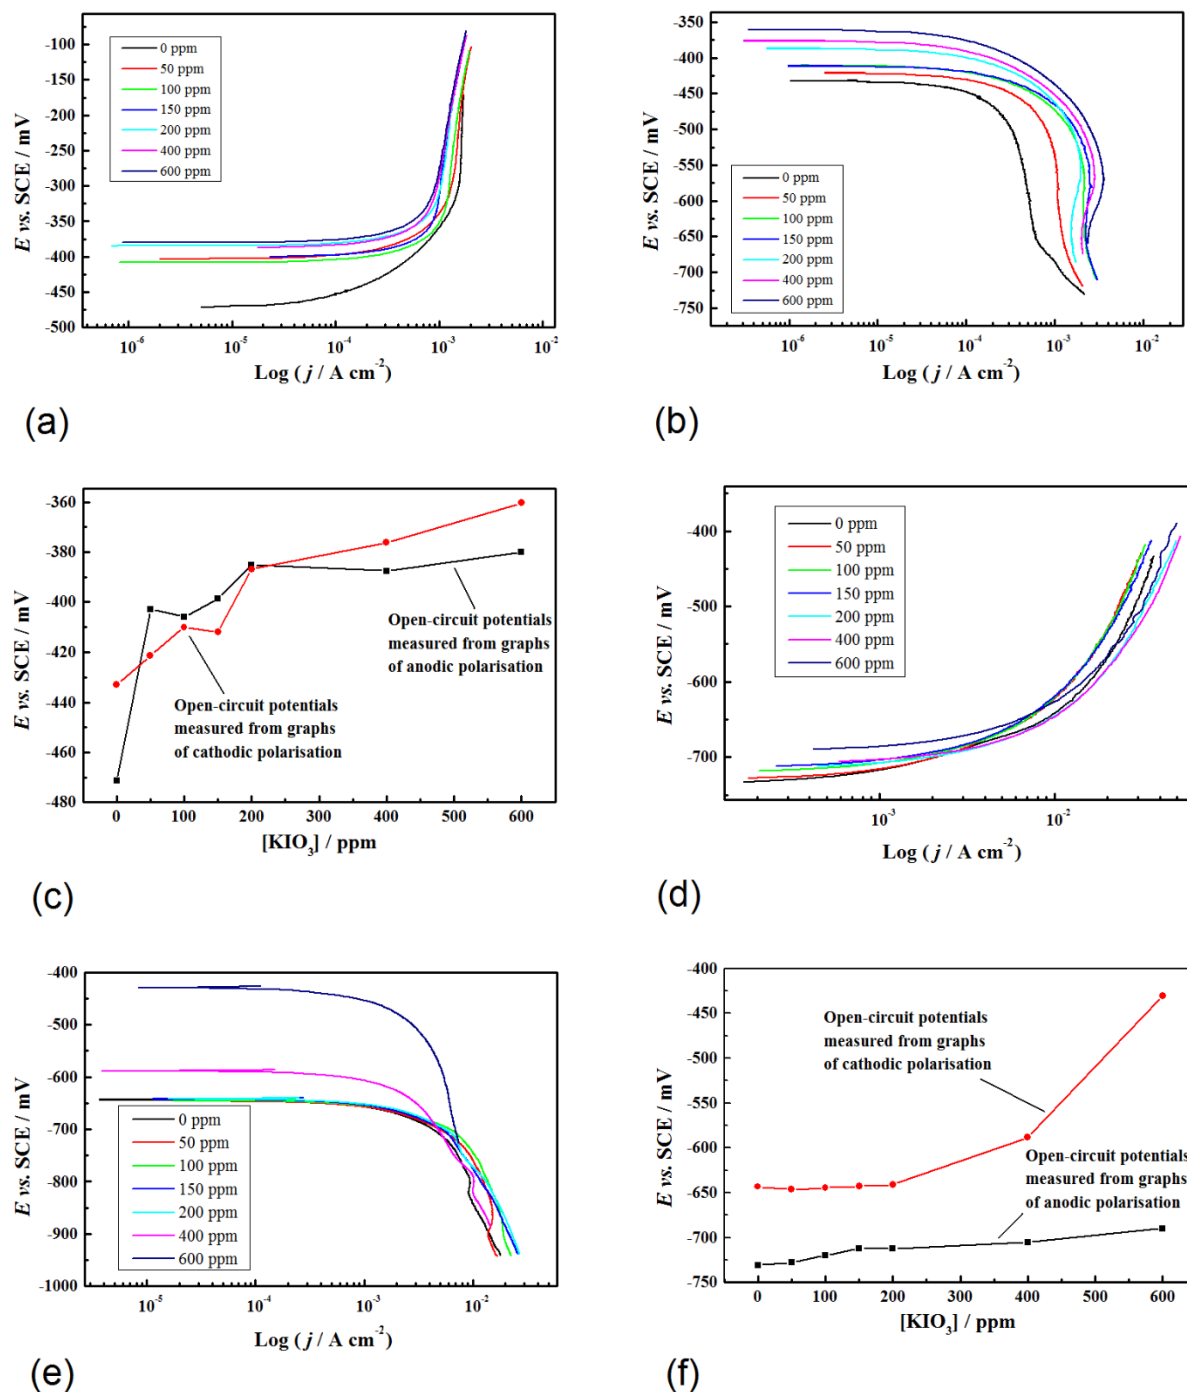 -100
-150
-200
-250
-300
-350
-400
-450
-500
E vs. SCE / mV
0 ppm
50 ppm
100 ppm
150 ppm
200 ppm
400 ppm
600 ppm
10⁻⁶ 10⁻⁵ 10⁻⁴ 10⁻³ 10⁻²
Log ( j / A cm⁻²)
(a)
-350
-400
-450
-500
-550
-600
-650
-700
-750
E vs. SCE / mV
0 ppm
50 ppm
100 ppm
150 ppm
200 ppm
400 ppm
600 ppm
10⁻⁶ 10⁻⁵ 10⁻⁴ 10⁻³ 10⁻²
Log ( j / A cm⁻²)
(b)
-360
-380
-400
-420
-440
-460
-480
E vs. SCE / mV
Open-circuit potentials
measured from graphs
of anodic polarisation
Open-circuit potentials
measured from graphs
of cathodic polarisation
0 100 200 300 400 500 600
[KIO₃] / ppm
(c)
-400
-500
-600
-700
E vs. SCE / mV
0 ppm
50 ppm
100 ppm
150 ppm
200 ppm
400 ppm
600 ppm
10⁻³ 10⁻²
Log ( j / A cm⁻²)
(d)
-400
-500
-600
-700
-800
-900
-1000
E vs. SCE / mV
0 ppm
50 ppm
100 ppm
150 ppm
200 ppm
400 ppm
600 ppm
10⁻⁵ 10⁻⁴ 10⁻³ 10⁻²
Log ( j / A cm⁻²)
(e)
-400
-450
-500
-550
-600
-650
-700
-750
E vs. SCE / mV
Open-circuit potentials
measured from graphs
of cathodic polarisation
Open-circuit potentials
measured from graphs
of anodic polarisation
0 100 200 300 400 500 600
[KIO₃] / ppm
(f)